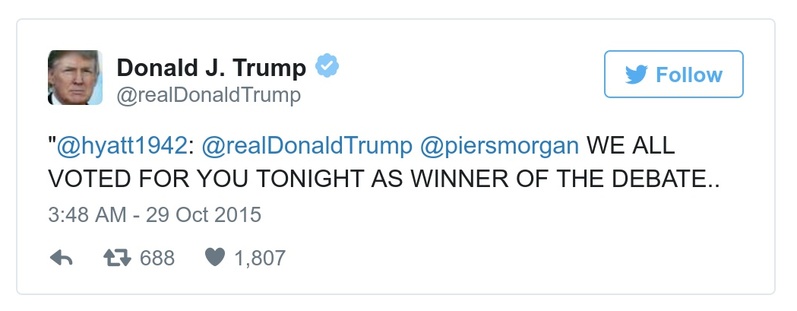 Donald J. Trump
@realDonaldTrump
Follow
"@hyatt1942: @realDonaldTrump @piersmorgan WE ALL
VOTED FOR YOU TONIGHT AS WINNER OF THE DEBATE..
3:48 AM - 29 Oct 2015
688 1,807